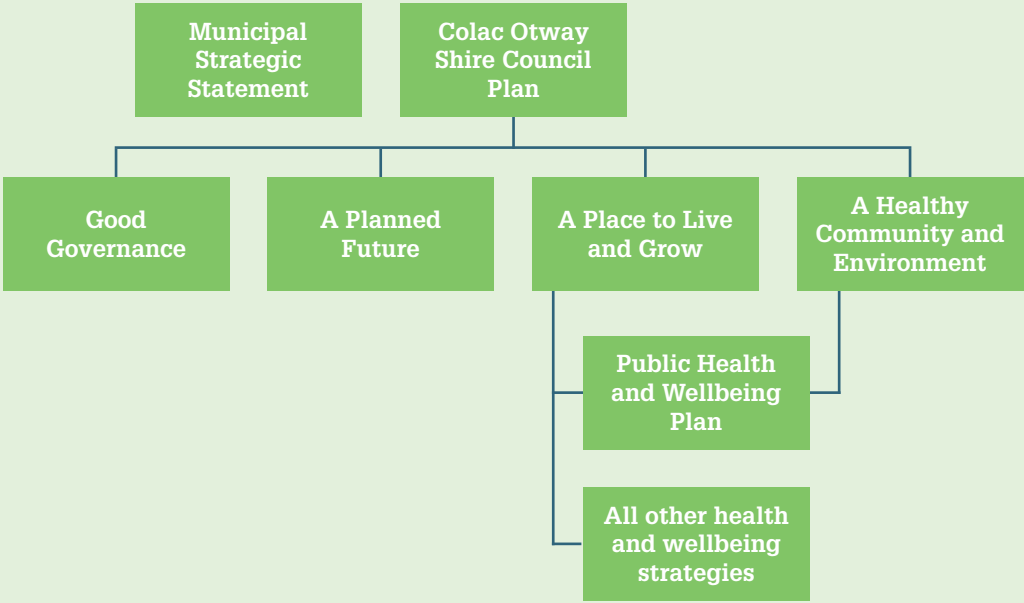 Municipal
Strategic
Statement
Colac Otway
Shire Council
Plan
Good
Governance
A Planned
Future
A Place to Live
and Grow
A Healthy
Community and
Environment
Public Health
and Wellbeing
Plan
All other health
and wellbeing
strategies